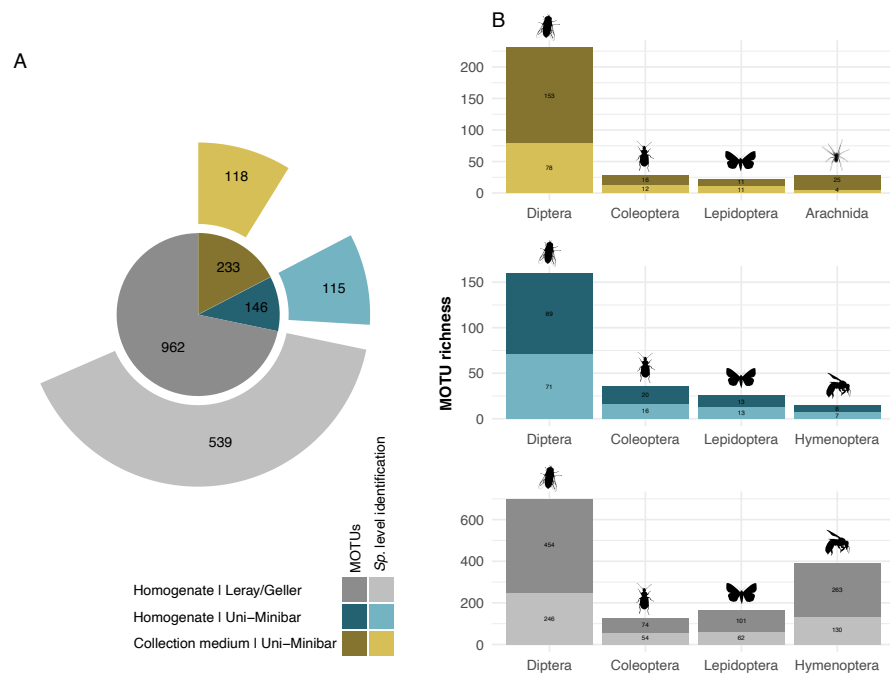 A
118
233
146
115
962
539
MOTUs
Sp. level identification
Homogenate | Leray/Geller
Homogenate | Uni−Minibar
Collection medium | Uni−Minibar
B
MOTU richness
200
150
100
50
0
153
78
16
12
11
11
25
4
Diptera
Coleoptera
Lepidoptera
Arachnida
150
100
50
0
89
71
20
16
13
13
8
7
Diptera
Coleoptera
Lepidoptera
Hymenoptera
600
400
200
0
454
246
74
54
101
62
263
130
Diptera
Coleoptera
Lepidoptera
Hymenoptera